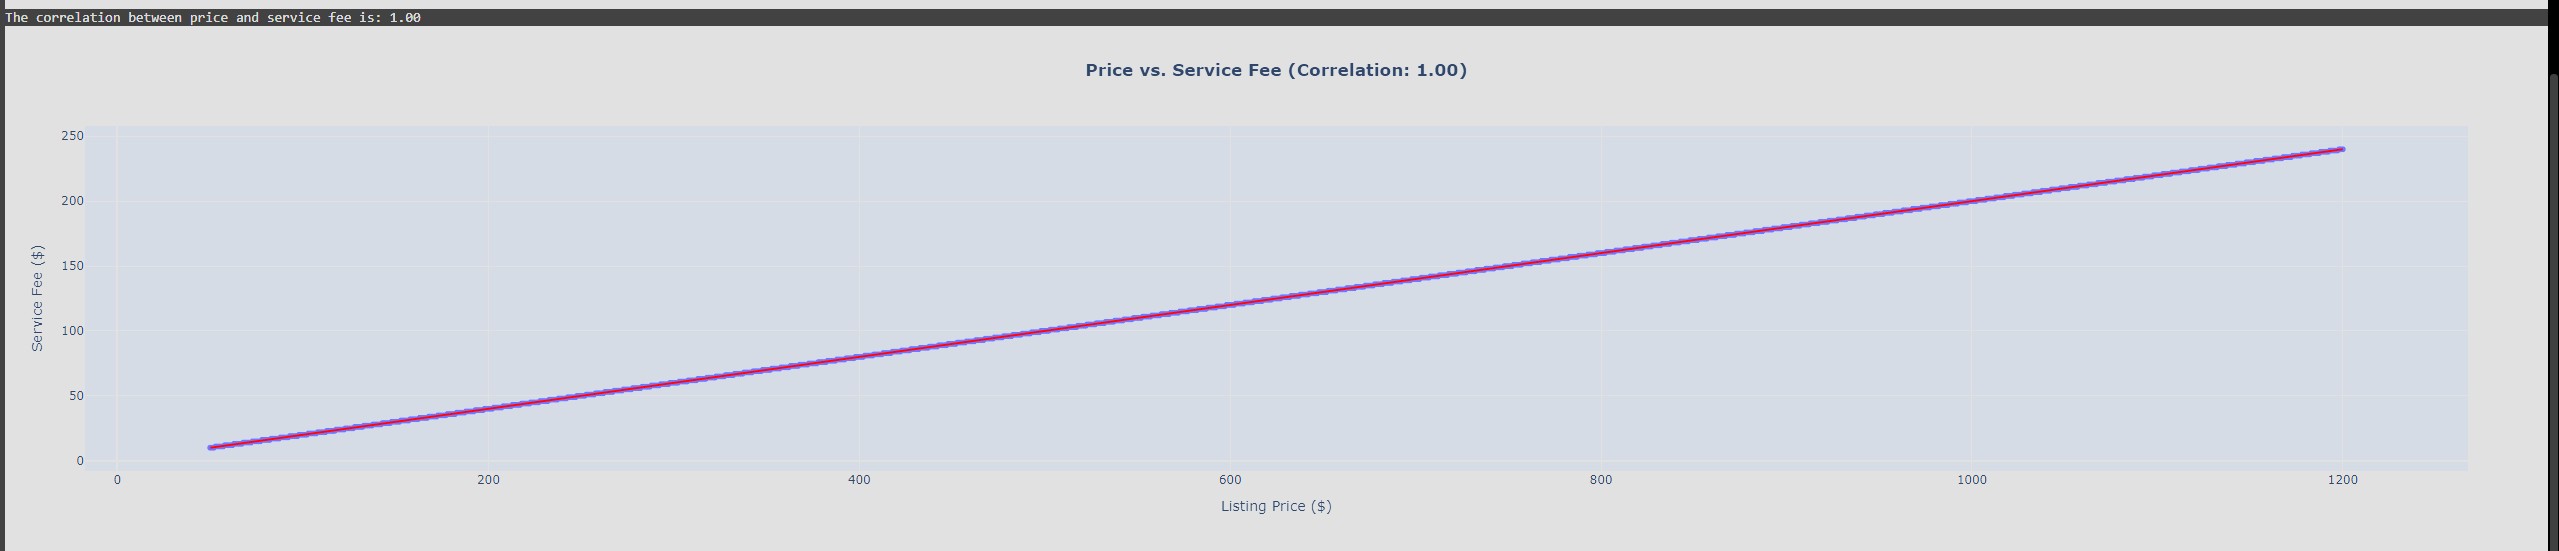 The correlation between price and service fee is: 1.00
Price vs. Service Fee (Correlation: 1.00)
250
200
150
100
50
0
Service Fee ($)
0 200 400 600 800 1000 1200
Listing Price ($)